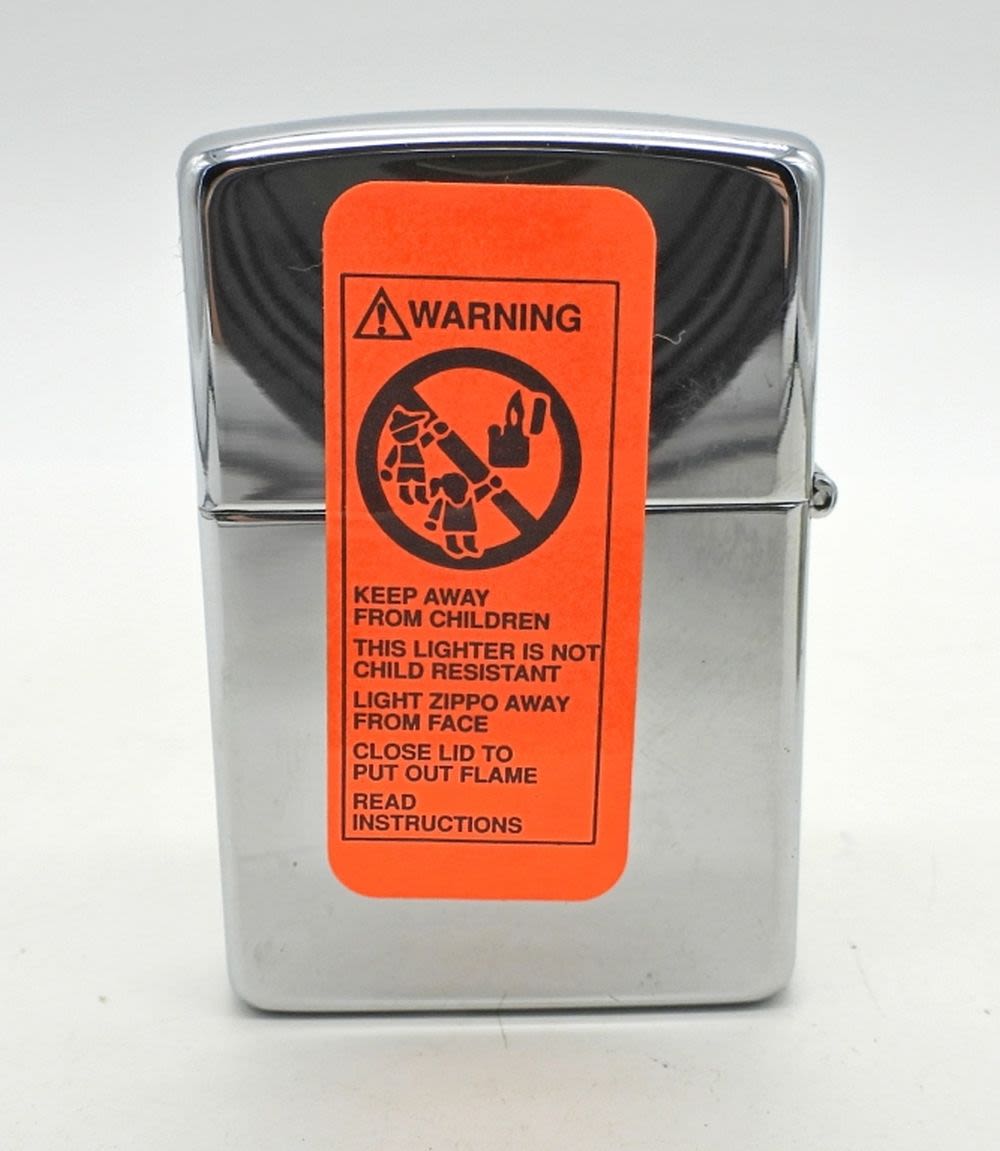 WARNING
KEEP AWAY
FROM CHILDREN
THIS LIGHTER IS NOT
CHILD RESISTANT
LIGHT ZIPPO AWAY
FROM FACE
CLOSE LID TO
PUT OUT FLAME
READ
INSTRUCTIONS